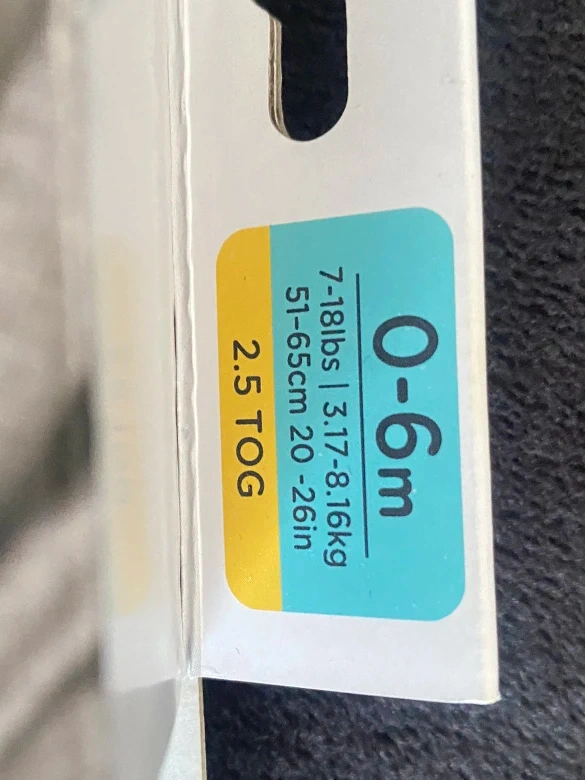 0-6m
7-18lbs | 3.17-8.16kg
51-65cm 20 -26in
2.5 TOG